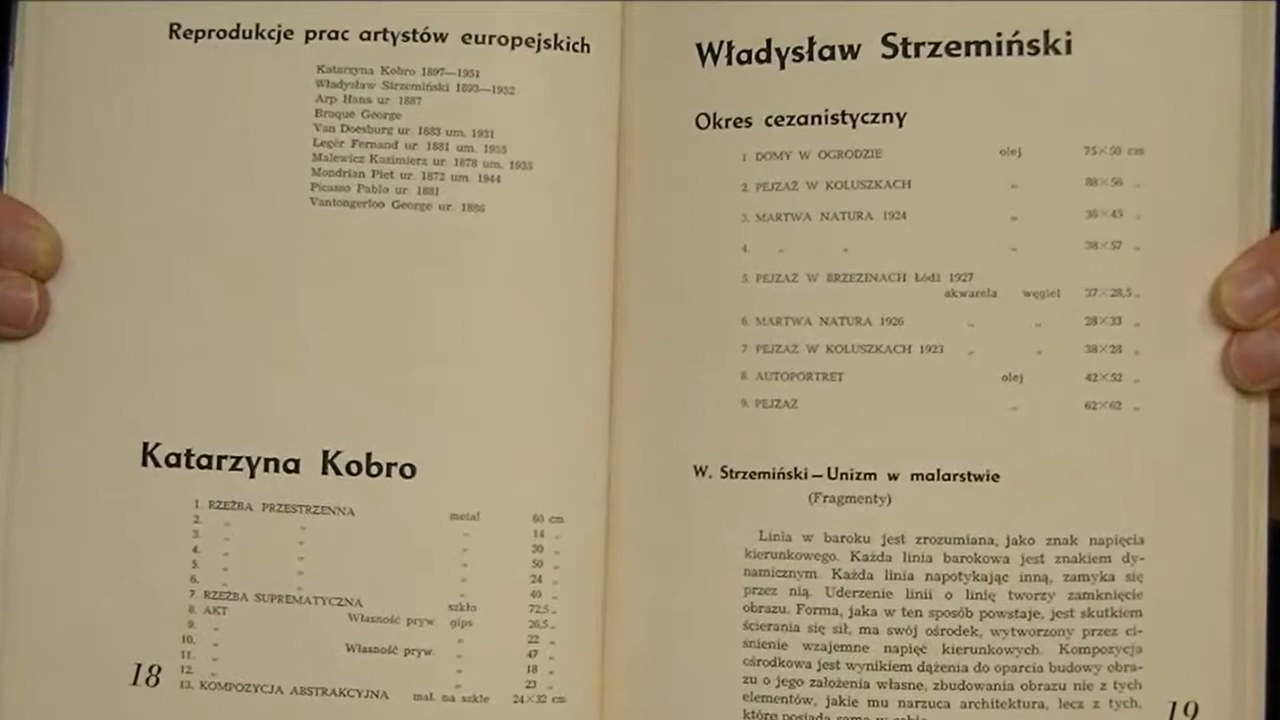 Reprodukcje prac artystów europejskich
Katarzyna Kobro 1897—1951
Władysław Strzemiński 1893—1952
Arp Hans ur 1887
Braque George
Van Doesburg ur. 1883 um. 1931
Legèr Fernand ur 1881 um. 1955
Malewicz Kazimierz ur 1878 um. 1935
Mondrian Piet ur. 1872 um. 1944
Picasso Pablo ur. 1881
Vantongerloo George ur. 1886
Katarzyna Kobro
1. RZEŹBA PRZESTRZENNA metal 60 cm
2. „ „ „ 14 „
3. „ „ „ 30 „
4. „ „ „ 50 „
5. „ „ „ 24 „
6. „ „ „ 40 „
7. RZEŹBA SUPREMATYCZNA szkło 72,5 „
8. AKT Własność pryw. gips 26,5 „
9. „ „ 22 „
10. „ Własność pryw. „ 47 „
11. „ „ 18 „
12. „ „ 23 „
13. KOMPOZYCJA ABSTRAKCYJNA mal. na szkle 24×32 cm
18
Władysław Strzemiński
Okres cezanistyczny
1. DOMY W OGRODZIE olej 75×50 cm
2. PEJZAŻ W KOLUSZKACH „ 88×56 „
3. MARTWA NATURA 1924 „ 36×45 „
4. „ „ „ 38×57 „
5. PEJZAŻ W BRZEZINACH Łódź 1927
akwarela węgiel 37×28,5 „
6. MARTWA NATURA 1926 „ „ 28×33 „
7. PEJZAŻ W KOLUSZKACH 1923 „ „ 38×28 „
8. AUTOPORTRET olej 42×52 „
9. PEJZAŻ „ 62×62 „
W. Strzemiński—Unizm w malarstwie
(Fragmenty)
Linia w baroku jest zrozumiana, jako znak napięcia
kierunkowego. Każda linia barokowa jest znakiem dy-
namicznym. Każda linia napotykając inną, zamyka się
przez nią. Uderzenie linii o linię tworzy zamknięcie
obrazu. Forma, jaka w ten sposób powstaje, jest skutkiem
ścierania się sił, ma swój ośrodek, wytworzony przez ci-
śnienie wzajemne napięć kierunkowych. Kompozycja
ośrodkowa jest wynikiem dążenia do oparcia budowy obra-
zu o jego założenia własne, zbudowania obrazu nie z tych
elementów, jakie mu narzuca architektura, lecz z tych,
które posiada sama w sobie
19